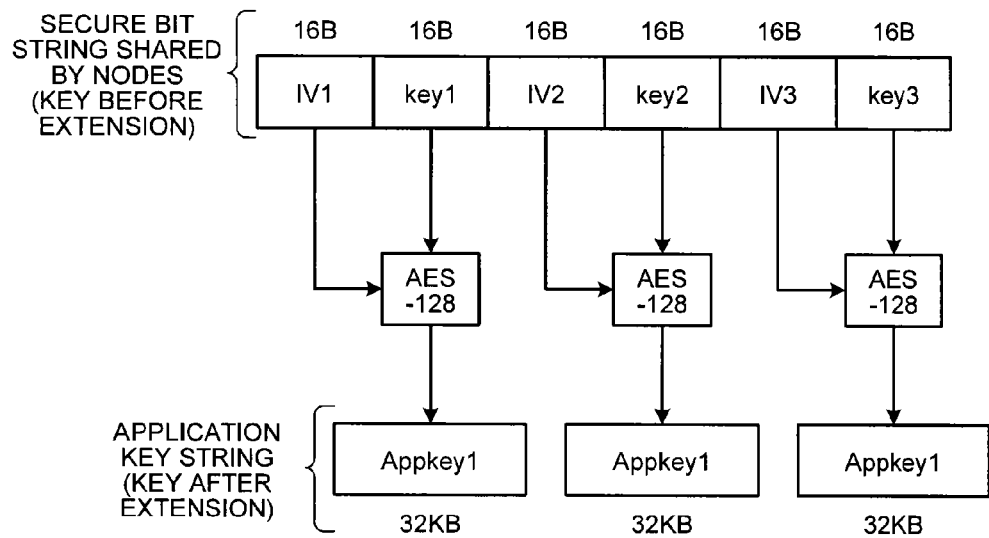 SECURE BIT
STRING SHARED
BY NODES
(KEY BEFORE
EXTENSION)
16B 16B 16B 16B 16B 16B
IV1 key1 IV2 key2 IV3 key3
AES
-128
AES
-128
AES
-128
APPLICATION
KEY STRING
(KEY AFTER
EXTENSION)
Appkey1 Appkey1 Appkey1
32KB 32KB 32KB